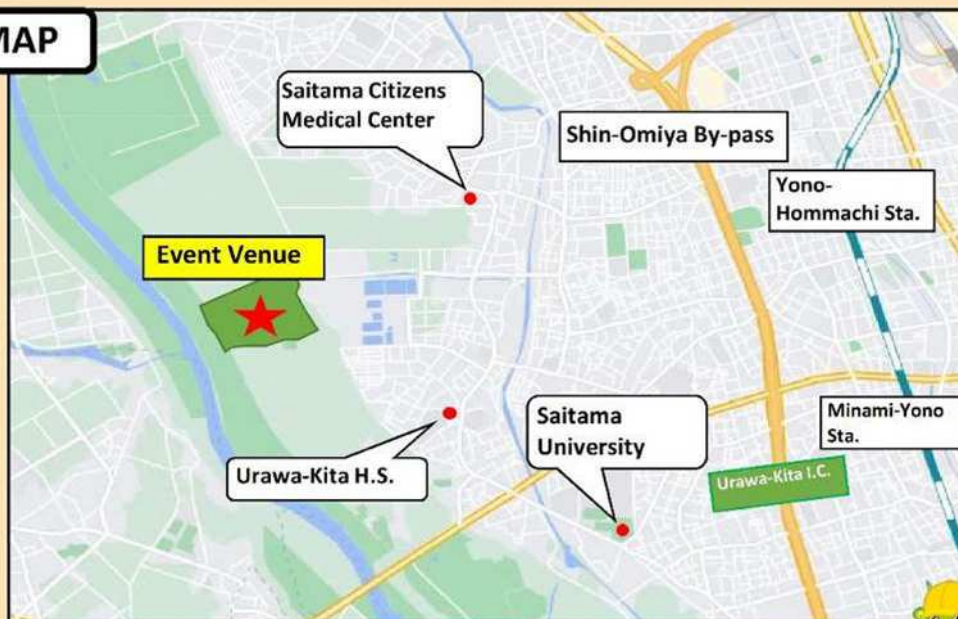 MAP
Saitama Citizens
Medical Center
Shin-Omiya By-pass
Yono-
Hommachi Sta.
Event Venue
Saitama
University
Minami-Yono
Sta.
Urawa-Kita H.S.
Urawa-Kita I.C.